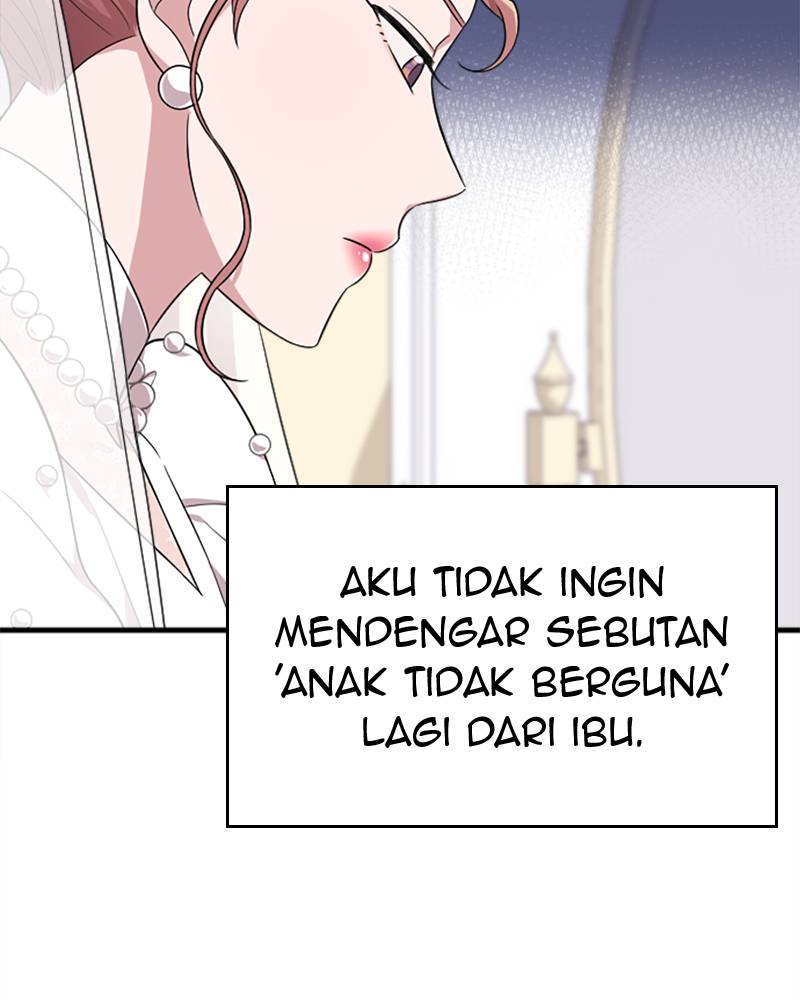 AKU TIDAK INGIN
MENDENGAR SEBUTAN
'ANAK TIDAK BERGUNA'
LAGI DARI IBU.